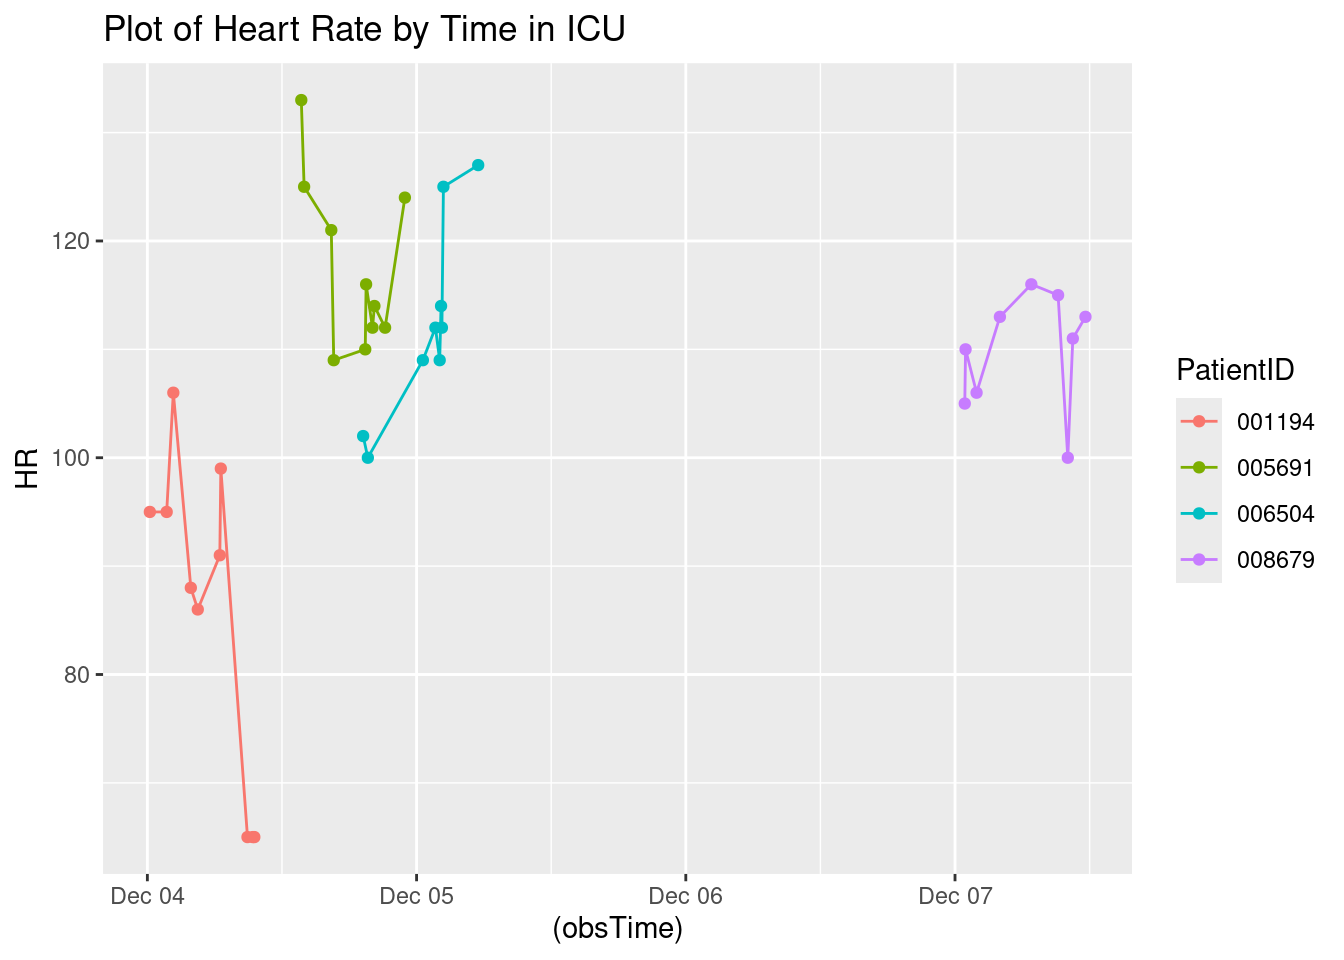 Plot of Heart Rate by Time in ICU
HR
120
100
80
Dec 04
Dec 05
Dec 06
Dec 07
(obsTime)
PatientID
001194
005691
006504
008679